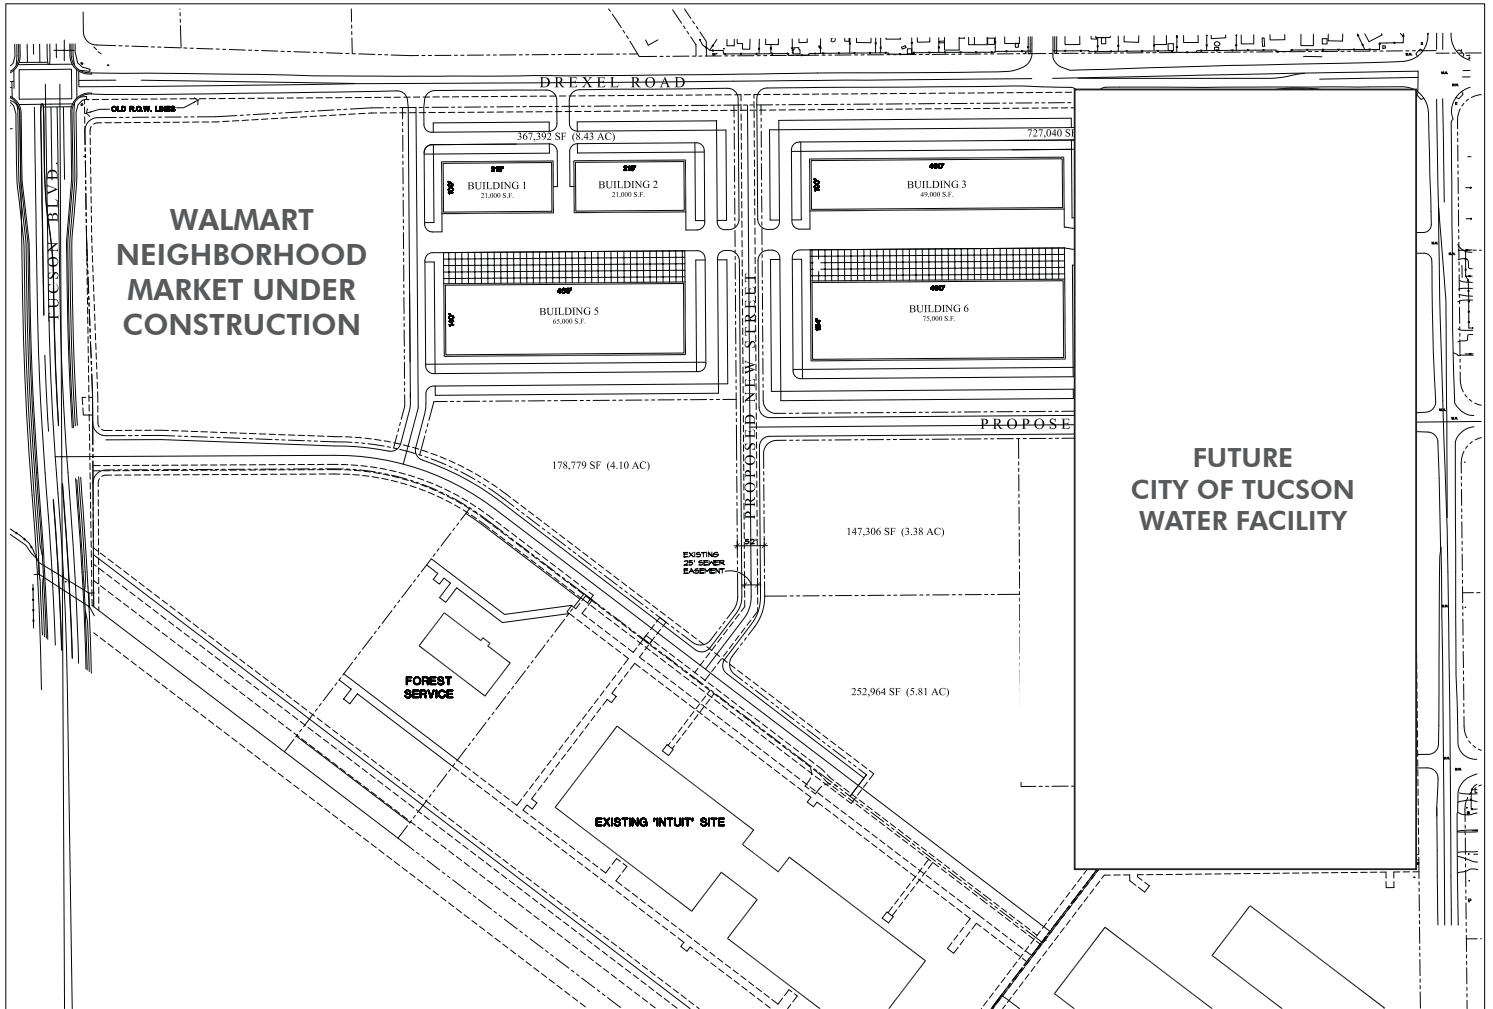 DREXEL ROAD
OLD R.O.W. LINES
TUCSON BLVD
367,392 SF (8.43 AC)
727,040 SF
BUILDING 1
21,000 S.F.
BUILDING 2
21,000 S.F.
BUILDING 3
49,000 S.F.
WALMART
NEIGHBORHOOD
MARKET UNDER
CONSTRUCTION
BUILDING 5
65,000 S.F.
140'
BUILDING 6
75,000 S.F.
PROPOSED NEW STREET
PROPOSE
178,779 SF (4.10 AC)
147,306 SF (3.38 AC)
FUTURE
CITY OF TUCSON
WATER FACILITY
52'
EXISTING
25' SEWER
EASEMENT
FOREST
SERVICE
252,964 SF (5.81 AC)
EXISTING 'INTUIT' SITE